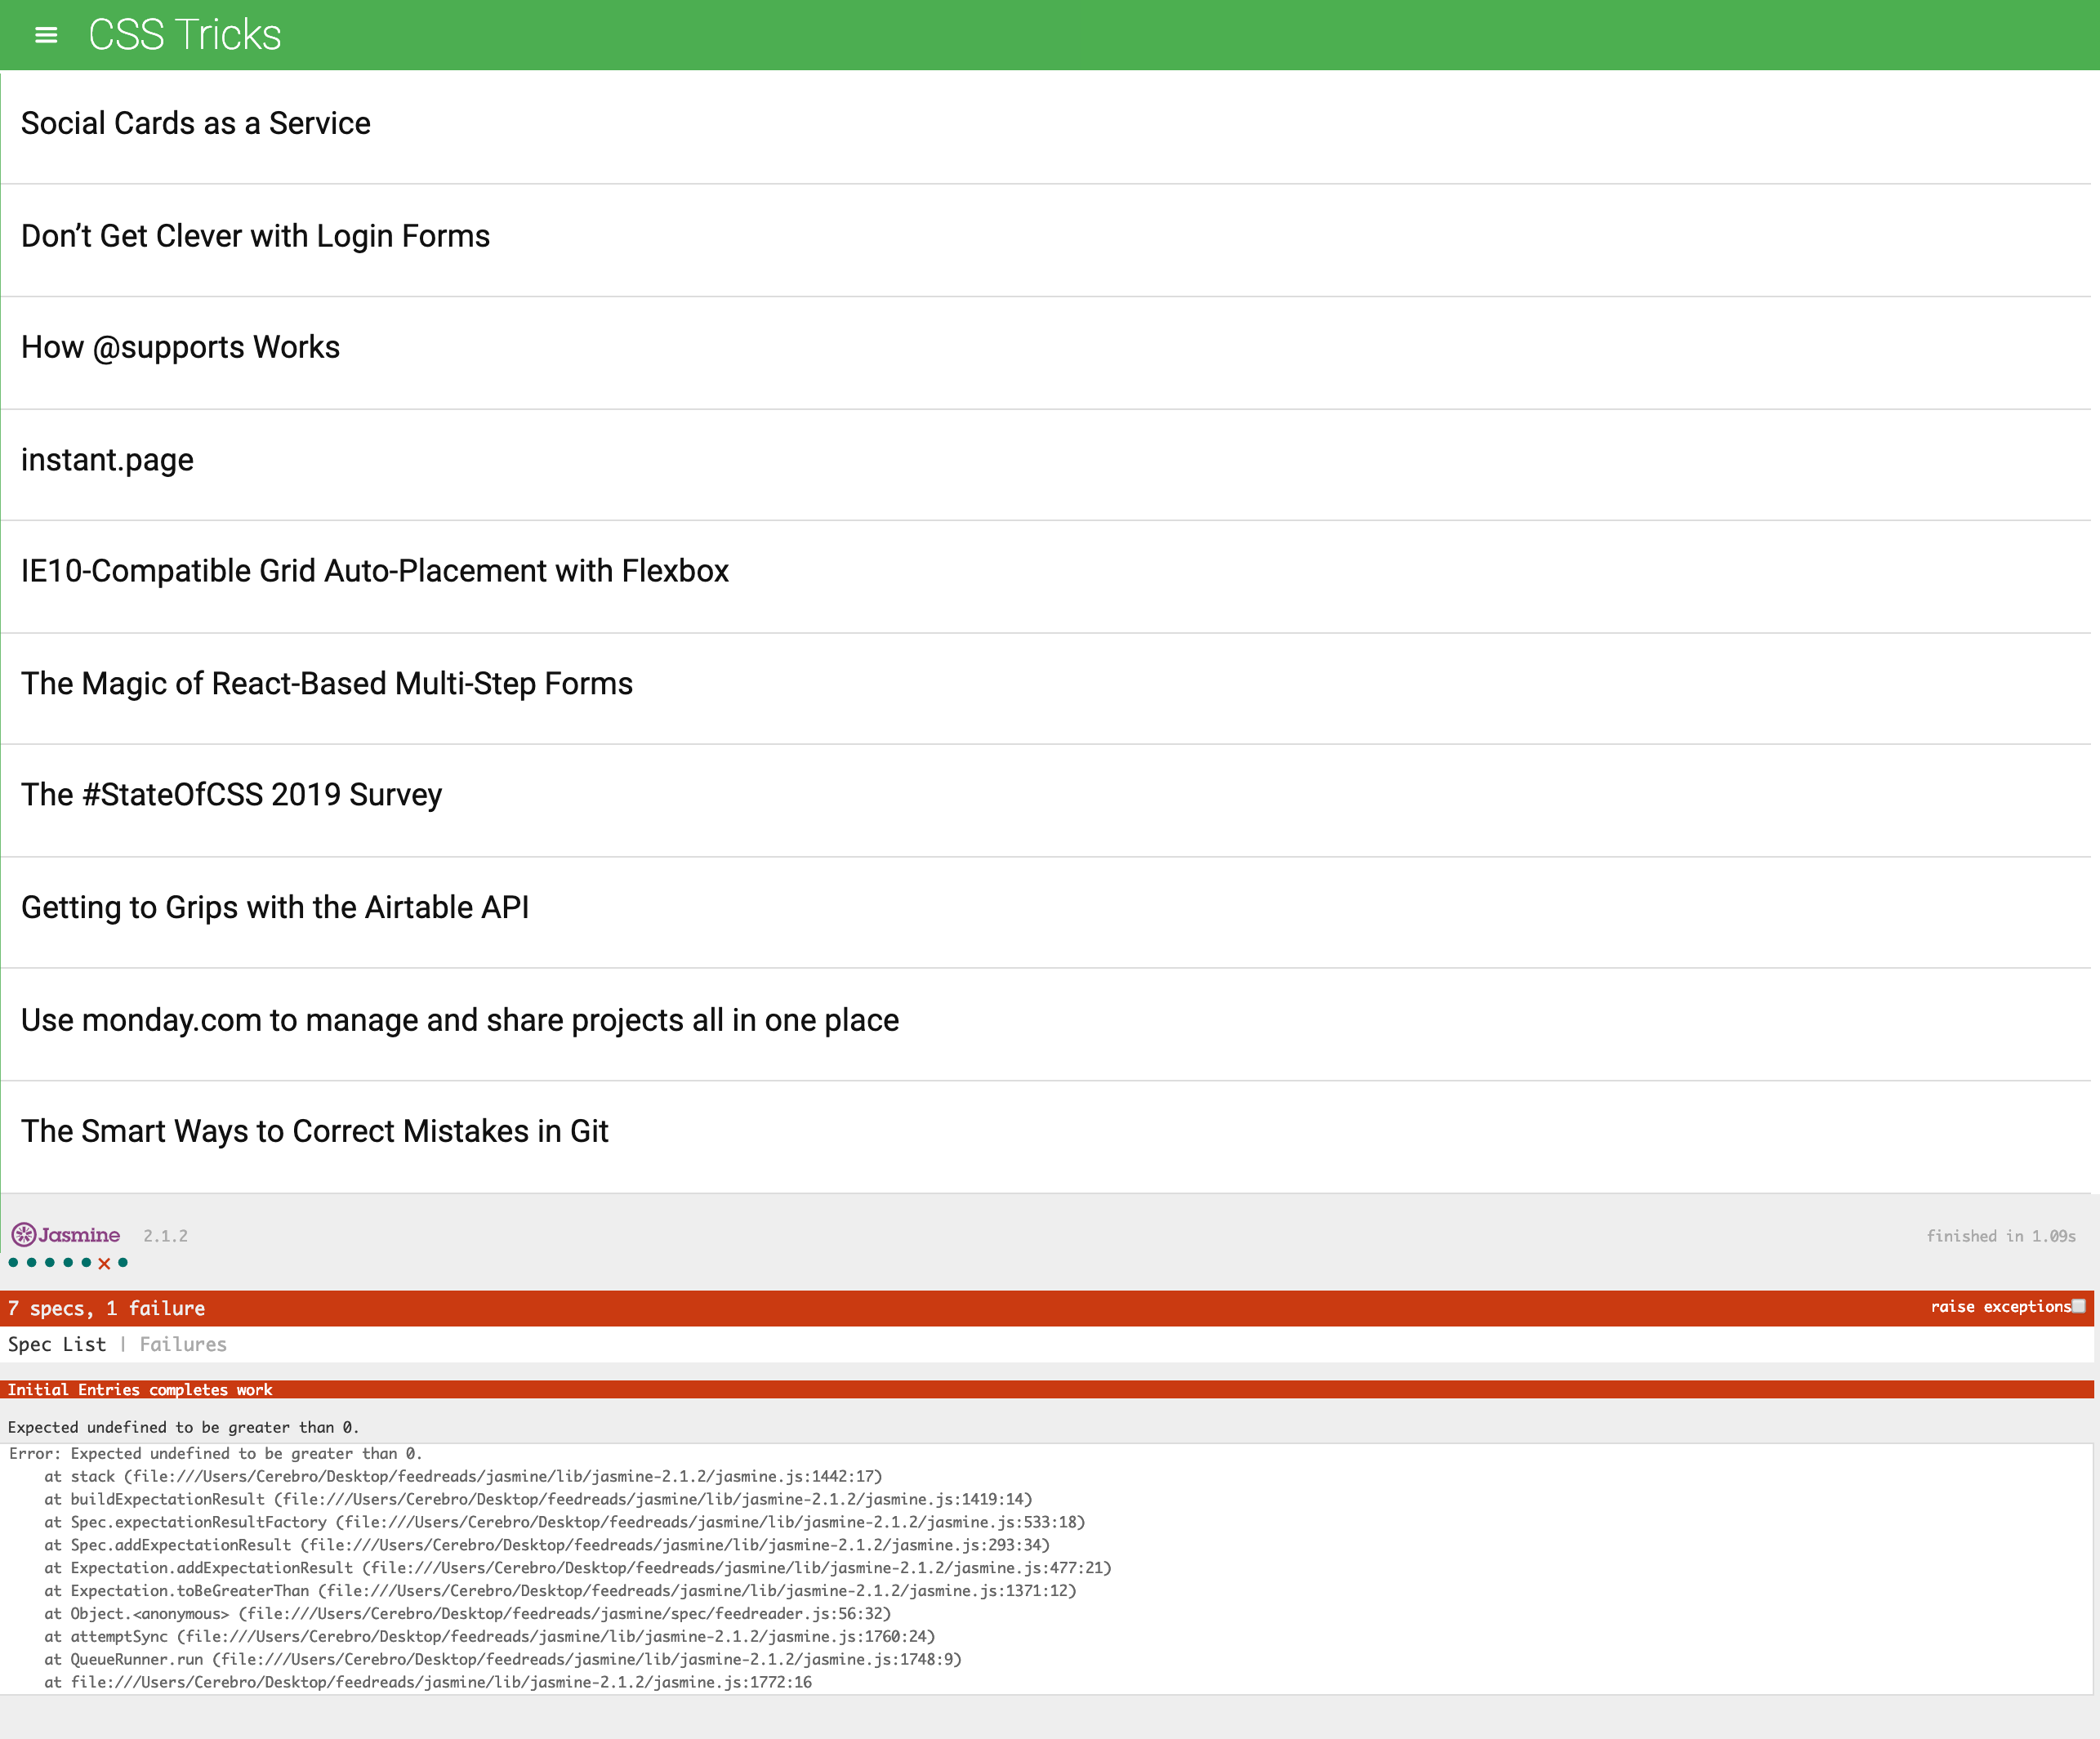 CSS Tricks
Social Cards as a Service
Don’t Get Clever with Login Forms
How @supports Works
instant.page
IE10-Compatible Grid Auto-Placement with Flexbox
The Magic of React-Based Multi-Step Forms
The #StateOfCSS 2019 Survey
Getting to Grips with the Airtable API
Use monday.com to manage and share projects all in one place
The Smart Ways to Correct Mistakes in Git
Jasmine 2.1.2 finished in 1.09s
7 specs, 1 failure raise exceptions
Spec List | Failures
Initial Entries completes work
Expected undefined to be greater than 0.
Error: Expected undefined to be greater than 0.
at stack (file:///Users/Cerebro/Desktop/feedreads/jasmine/lib/jasmine-2.1.2/jasmine.js:1442:17)
at buildExpectationResult (file:///Users/Cerebro/Desktop/feedreads/jasmine/lib/jasmine-2.1.2/jasmine.js:1419:14)
at Spec.expectationResultFactory (file:///Users/Cerebro/Desktop/feedreads/jasmine/lib/jasmine-2.1.2/jasmine.js:533:18)
at Spec.addExpectationResult (file:///Users/Cerebro/Desktop/feedreads/jasmine/lib/jasmine-2.1.2/jasmine.js:293:34)
at Expectation.addExpectationResult (file:///Users/Cerebro/Desktop/feedreads/jasmine/lib/jasmine-2.1.2/jasmine.js:477:21)
at Expectation.toBeGreaterThan (file:///Users/Cerebro/Desktop/feedreads/jasmine/lib/jasmine-2.1.2/jasmine.js:1371:12)
at Object.<anonymous> (file:///Users/Cerebro/Desktop/feedreads/jasmine/spec/feedreader.js:56:32)
at attemptSync (file:///Users/Cerebro/Desktop/feedreads/jasmine/lib/jasmine-2.1.2/jasmine.js:1760:24)
at QueueRunner.run (file:///Users/Cerebro/Desktop/feedreads/jasmine/lib/jasmine-2.1.2/jasmine.js:1748:9)
at file:///Users/Cerebro/Desktop/feedreads/jasmine/lib/jasmine-2.1.2/jasmine.js:1772:16